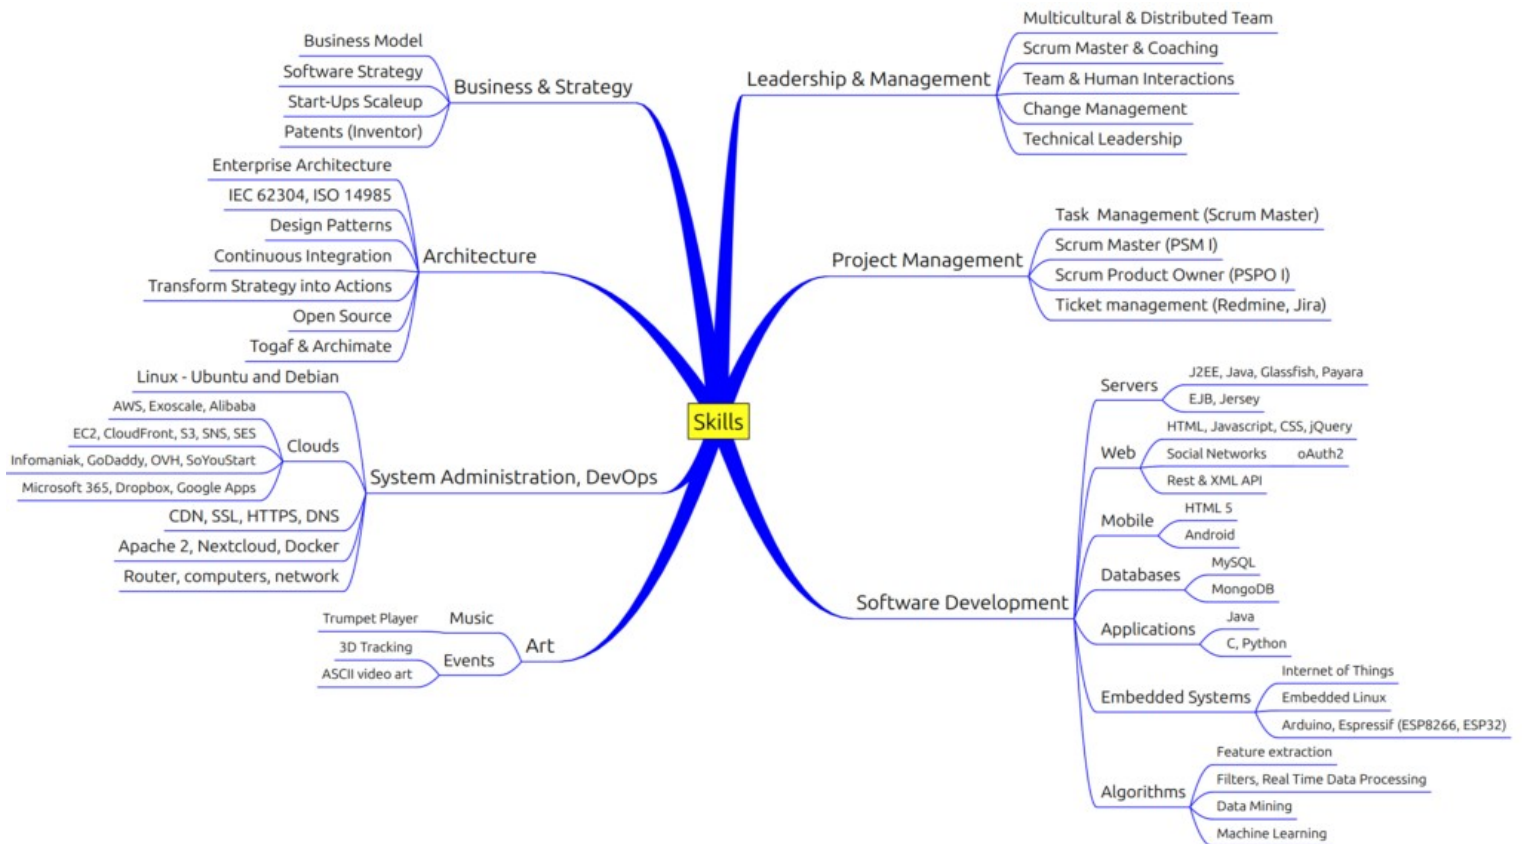 Skills
Business & Strategy
Business Model
Software Strategy
Start-Ups Scaleup
Patents (Inventor)
Architecture
Enterprise Architecture
IEC 62304, ISO 14985
Design Patterns
Continuous Integration
Transform Strategy into Actions
Open Source
Togaf & Archimate
System Administration, DevOps
Linux - Ubuntu and Debian
Clouds
AWS, Exoscale, Alibaba
EC2, CloudFront, S3, SNS, SES
Infomaniak, GoDaddy, OVH, SoYouStart
Microsoft 365, Dropbox, Google Apps
CDN, SSL, HTTPS, DNS
Apache 2, Nextcloud, Docker
Router, computers, network
Art
Music
Trumpet Player
Events
3D Tracking
ASCII video art
Leadership & Management
Multicultural & Distributed Team
Scrum Master & Coaching
Team & Human Interactions
Change Management
Technical Leadership
Project Management
Task  Management (Scrum Master)
Scrum Master (PSM I)
Scrum Product Owner (PSPO I)
Ticket management (Redmine, Jira)
Software Development
Servers
J2EE, Java, Glassfish, Payara
EJB, Jersey
Web
HTML, Javascript, CSS, jQuery
Social Networks oAuth2
Rest & XML API
Mobile
HTML 5
Android
Databases
MySQL
MongoDB
Applications
Java
C, Python
Embedded Systems
Internet of Things
Embedded Linux
Arduino, Espressif (ESP8266, ESP32)
Algorithms
Feature extraction
Filters, Real Time Data Processing
Data Mining
Machine Learning